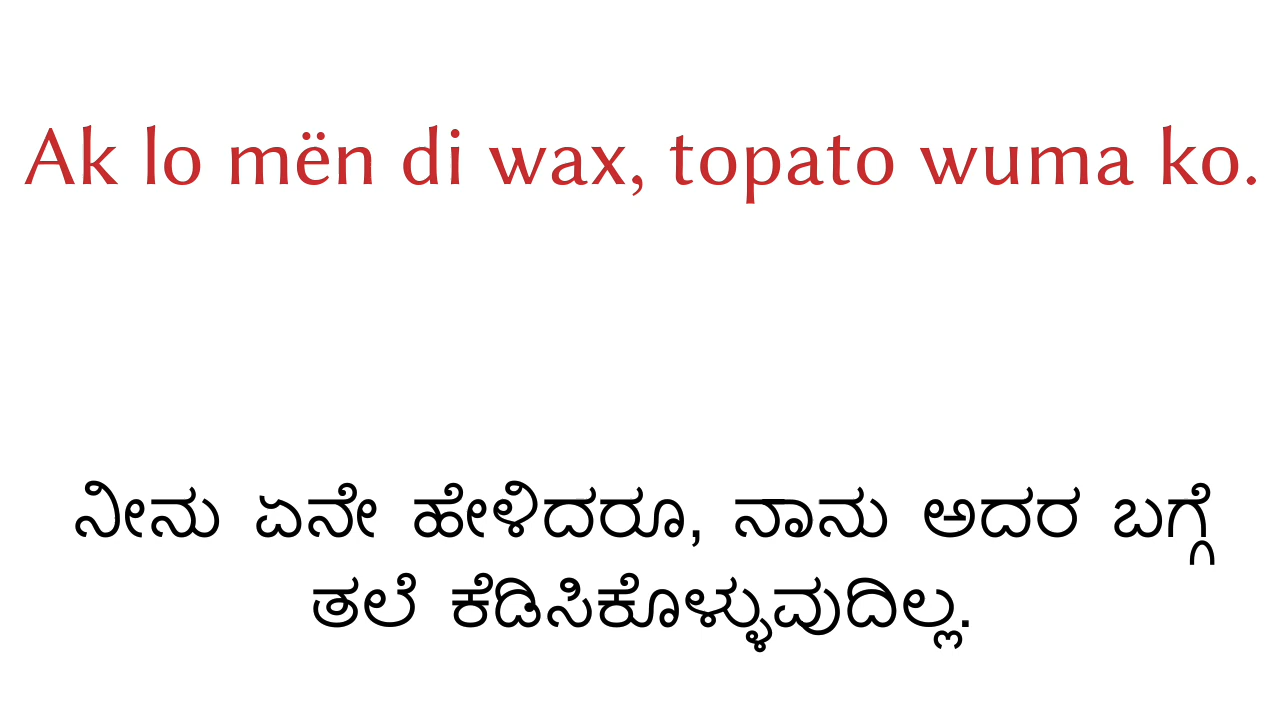 Ak lo mën di wax, topato wuma ko.
ನೀನು ಏನೇ ಹೇಳಿದರೂ, ನಾನು ಅದರ ಬಗ್ಗೆ
ತಲೆ ಕೆಡಿಸಿಕೊಳ್ಳುವುದಿಲ್ಲ.